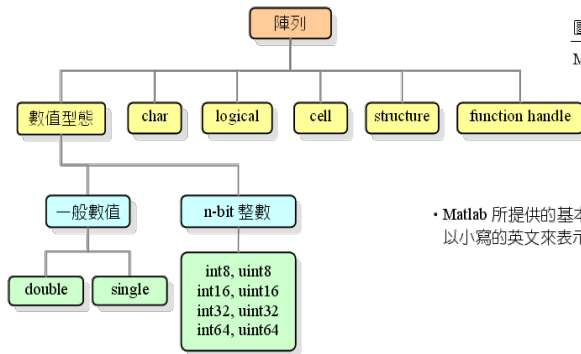 陣列
數值型態
char
logical
cell
structure
function handle
一般數值
n-bit 整數
• Matlab 所提供的基本
以小寫的英文來表示
double
single
int8, uint8
int16, uint16
int32, uint32
int64, uint64